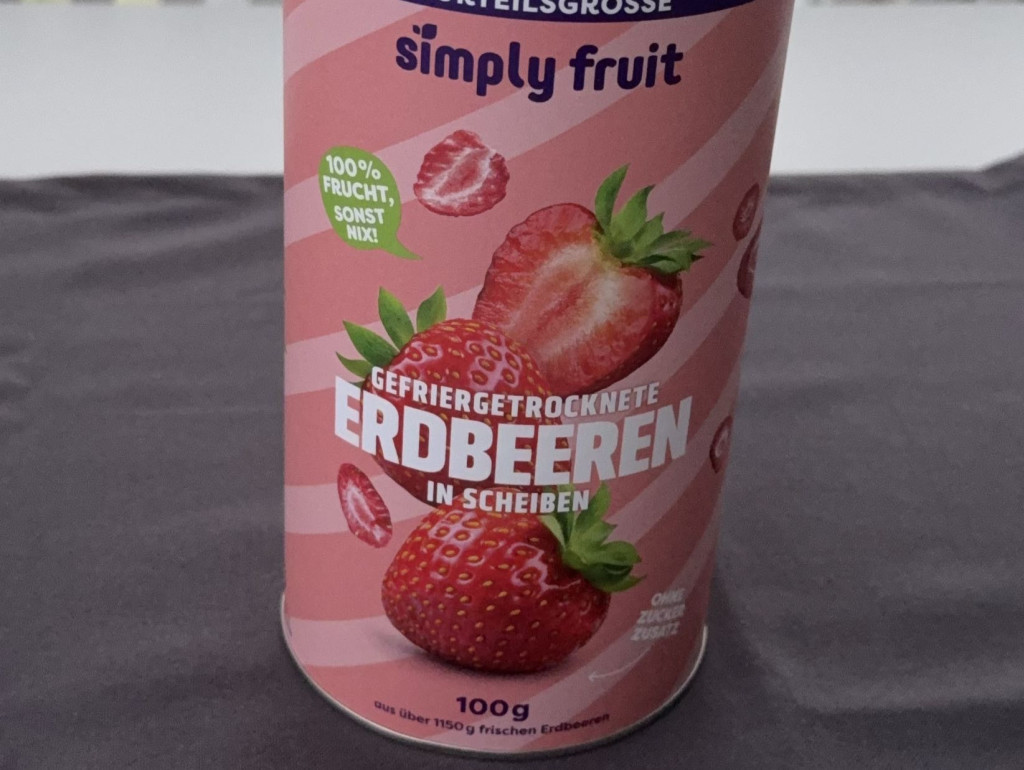 simply fruit
100%
FRUCHT,
SONST
NIX!
GEFRIERGETROCKNETE
ERDBEEREN
IN SCHEIBEN
OHNE
ZUCKER
ZUSATZ
100g
aus über 1150g frischen Erdbeeren